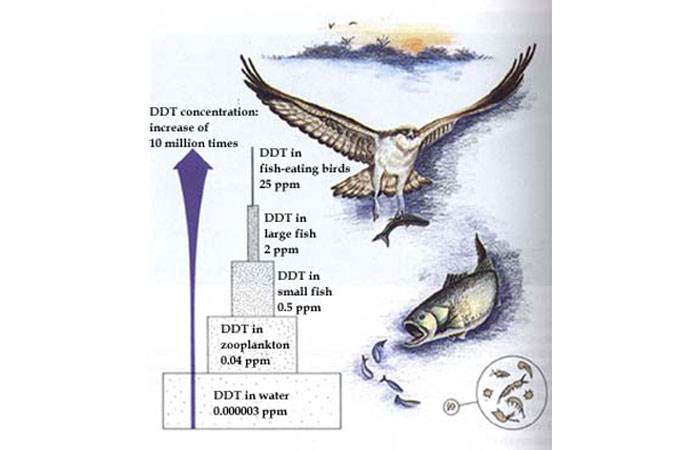 DDT concentration:
increase of
10 million times
DDT in
fish-eating birds
25 ppm
DDT in
large fish
2 ppm
DDT in
small fish
0.5 ppm
DDT in
zooplankton
0.04 ppm
DDT in water
0.000003 ppm